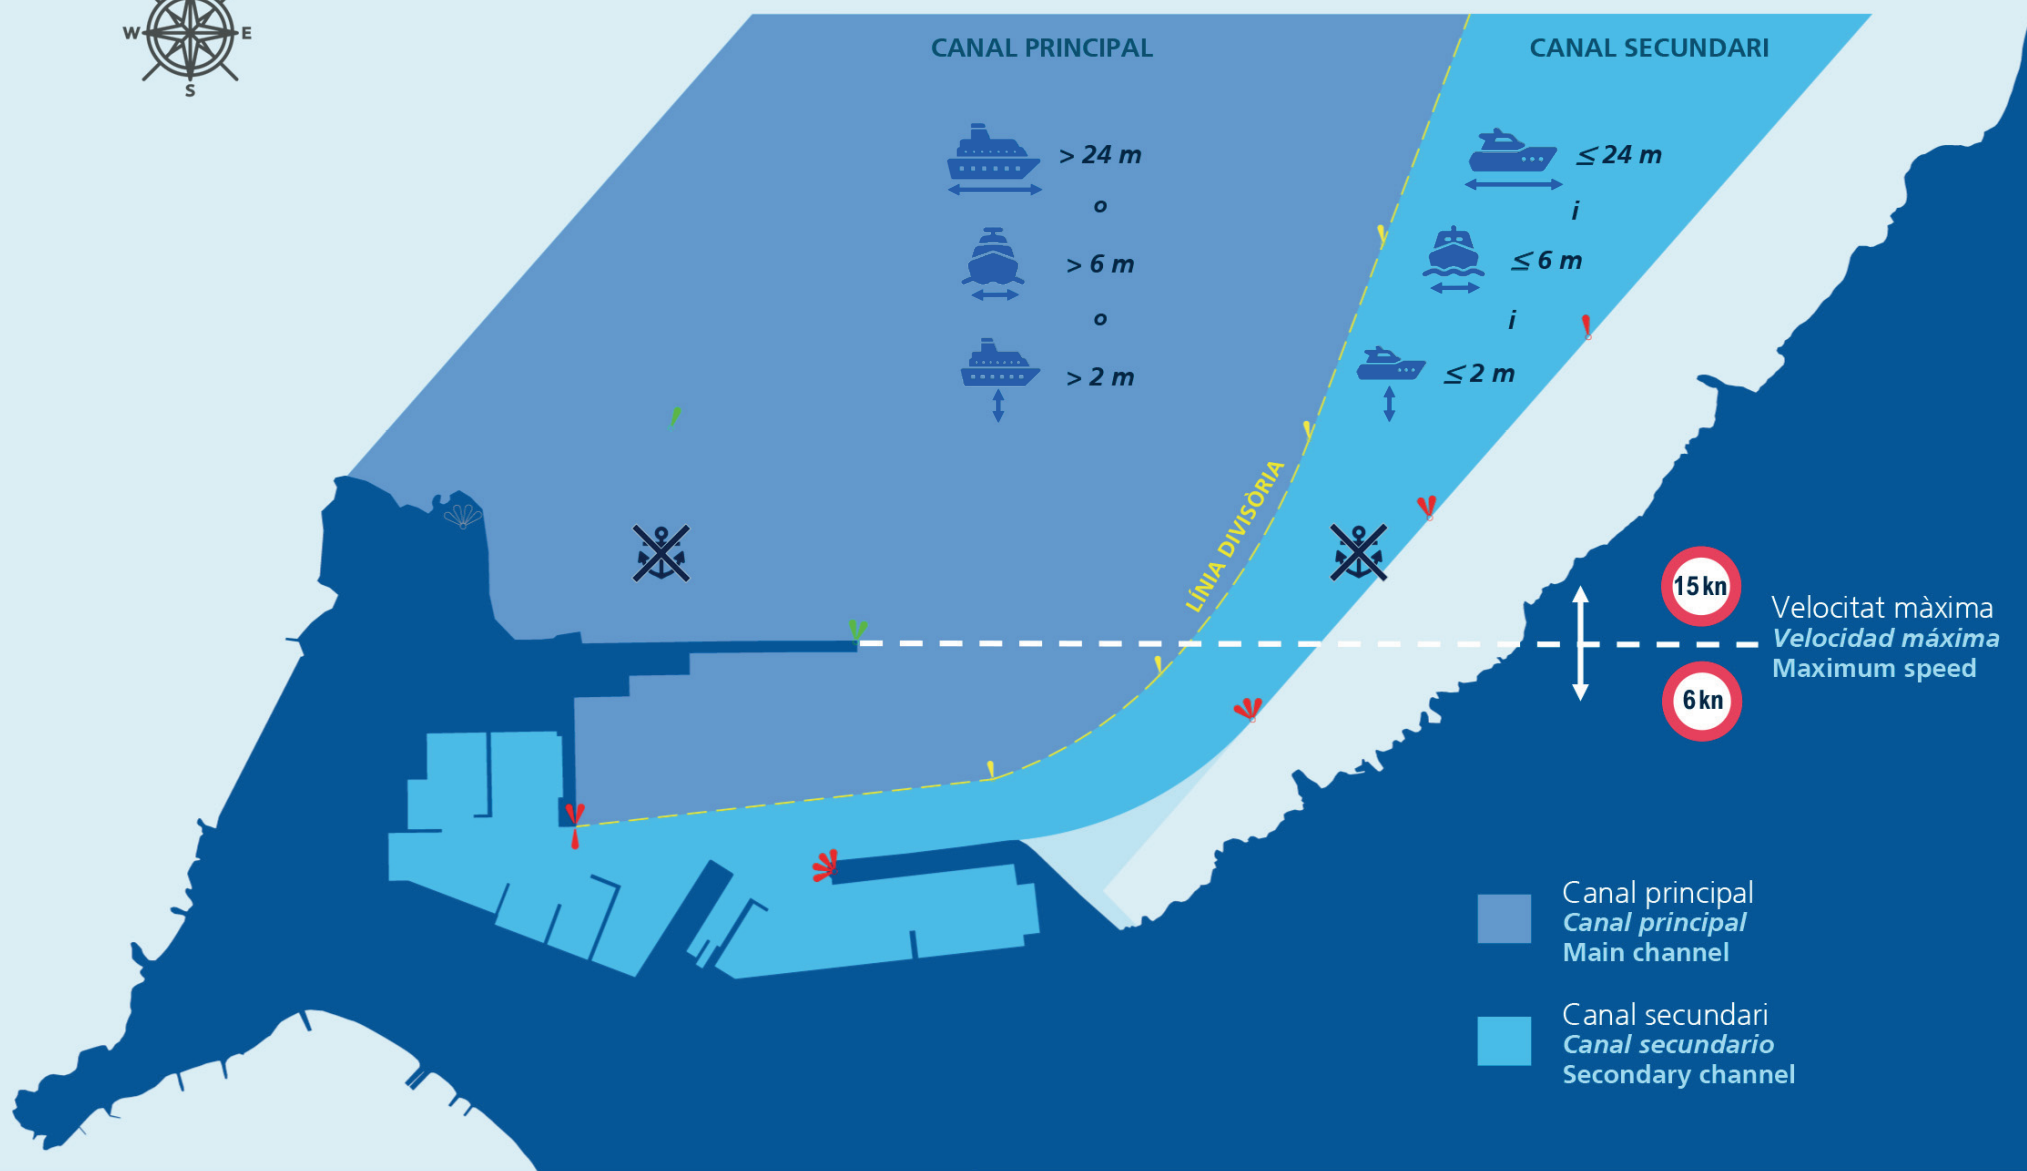 W E
S
CANAL PRINCIPAL
CANAL SECUNDARI
> 24 m
o
> 6 m
o
> 2 m
≤ 24 m
i
≤ 6 m
i
≤ 2 m
LÍNIA DIVISÒRIA
15 kn
Velocitat màxima
Velocidad máxima
Maximum speed
6 kn
Canal principal
Canal principal
Main channel
Canal secundari
Canal secundario
Secondary channel